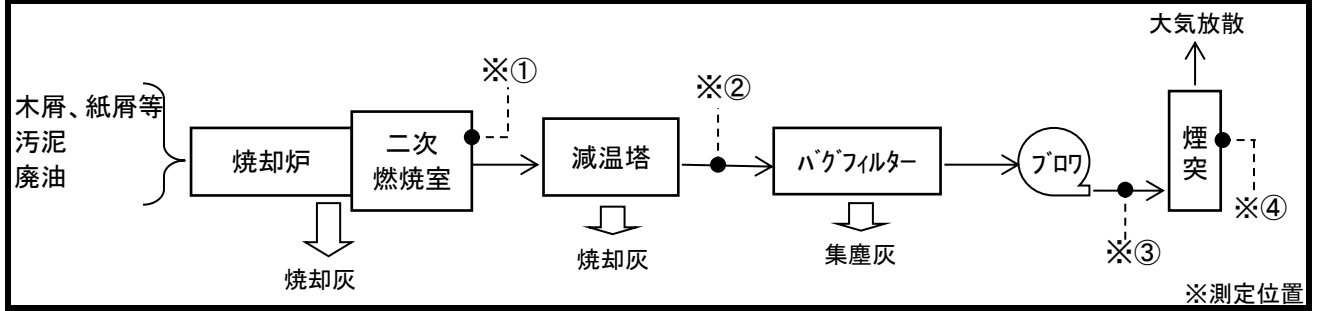 大気放散
※①
※②
木屑、紙屑等
汚泥
廃油
焼却炉
二次
燃焼室
減温塔
ﾊﾞｸﾞﾌｨﾙﾀｰ
ﾌﾞﾛﾜ
煙
突
※④
※③
焼却灰
焼却灰
集塵灰
※測定位置